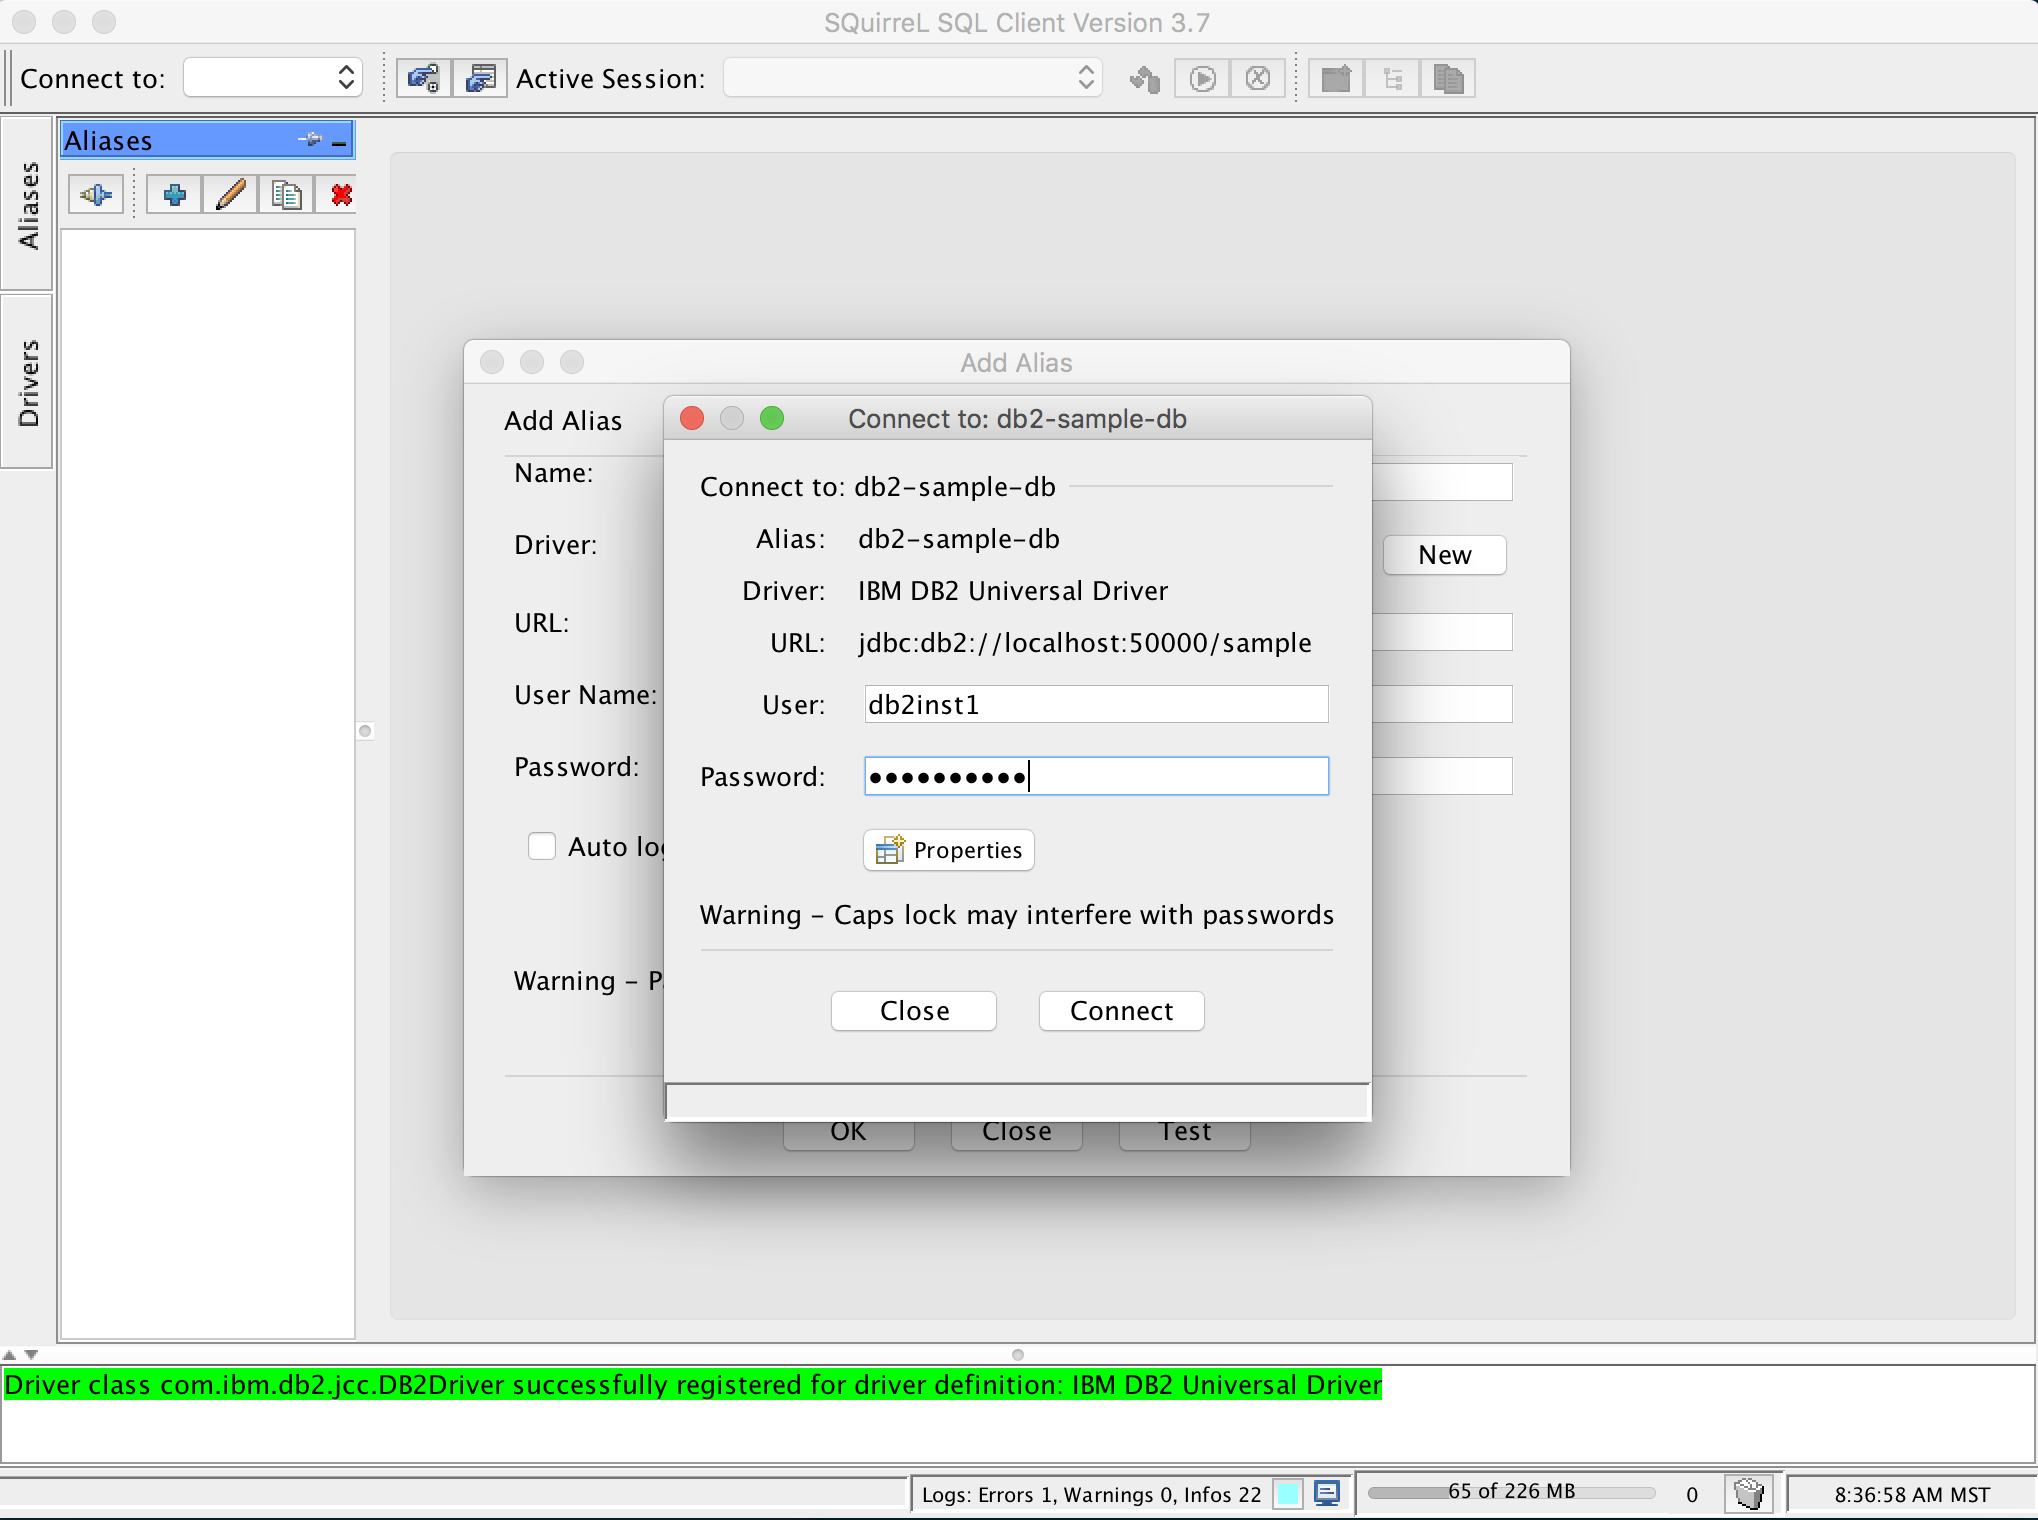 SQuirreL SQL Client Version 3.7
Connect to:
Active Session:
Aliases
Aliases
Drivers
Add Alias
Add Alias
Name:
Driver:
New
URL:
User Name:
Password:
Auto log
Warning – Pa
OK
Close
Test
Connect to: db2-sample-db
Connect to: db2-sample-db
Alias: db2-sample-db
Driver: IBM DB2 Universal Driver
URL: jdbc:db2://localhost:50000/sample
User: db2inst1
Password: ••••••••••
Properties
Warning – Caps lock may interfere with passwords
Close
Connect
Driver class com.ibm.db2.jcc.DB2Driver successfully registered for driver definition: IBM DB2 Universal Driver
Logs: Errors 1, Warnings 0, Infos 22
65 of 226 MB
0
8:36:58 AM MST